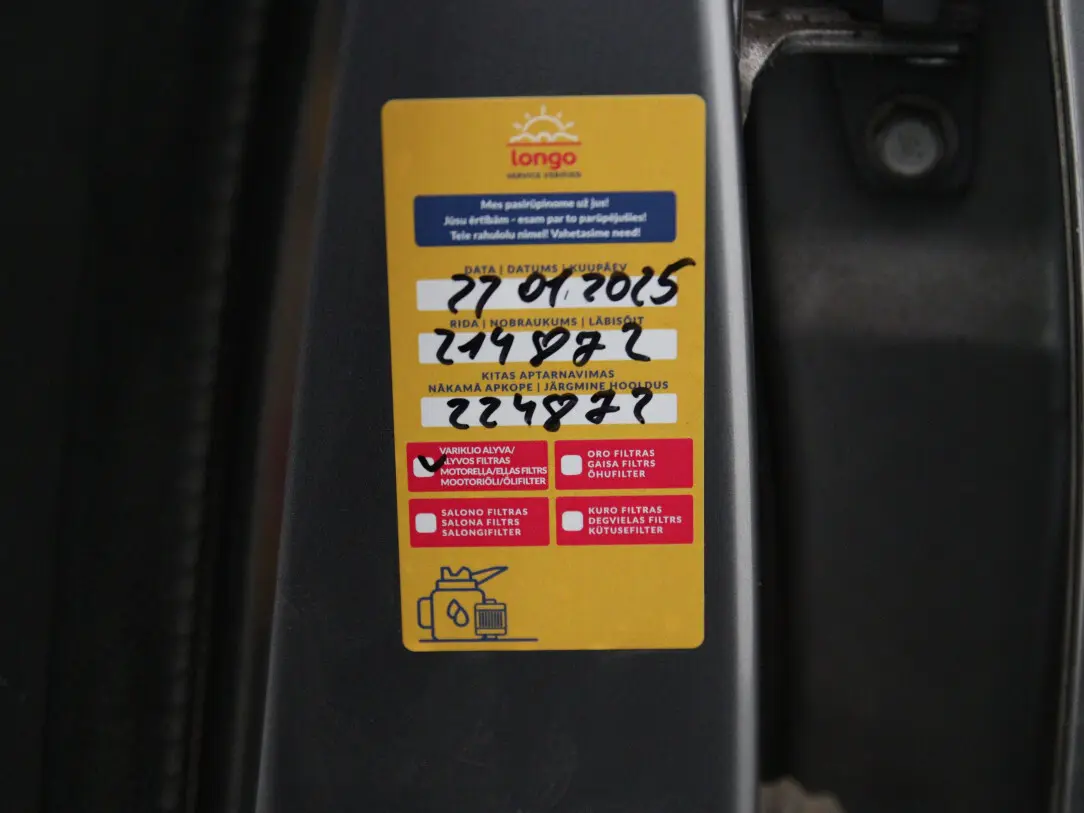 longo
SERVICE VERIFIED
Mes pasirūpinome už jus!
Jūsu ērtībām - esam par to parūpējušies!
Teie rahulolu nimel! Vahetasime need!
DATA | DATUMS | KUUPÄEV
27 01. 2025
RIDA | NOBRAUKUMS | LÄBISÕIT
214872
KITAS APTARNAVIMAS
NĀKAMĀ APKOPE | JÄRGMINE HOOLDUS
224872
VARIKLIO ALYVA/
ALYVOS FILTRAS
MOTOREĻĻA/EĻĻAS FILTRS
MOOTORIÕLI/ÕLIFILTER
ORO FILTRAS
GAISA FILTRS
ÕHUFILTER
SALONO FILTRAS
SALONA FILTRS
SALONGIFILTER
KURO FILTRAS
DEGVIELAS FILTRS
KÜTUSEFILTER